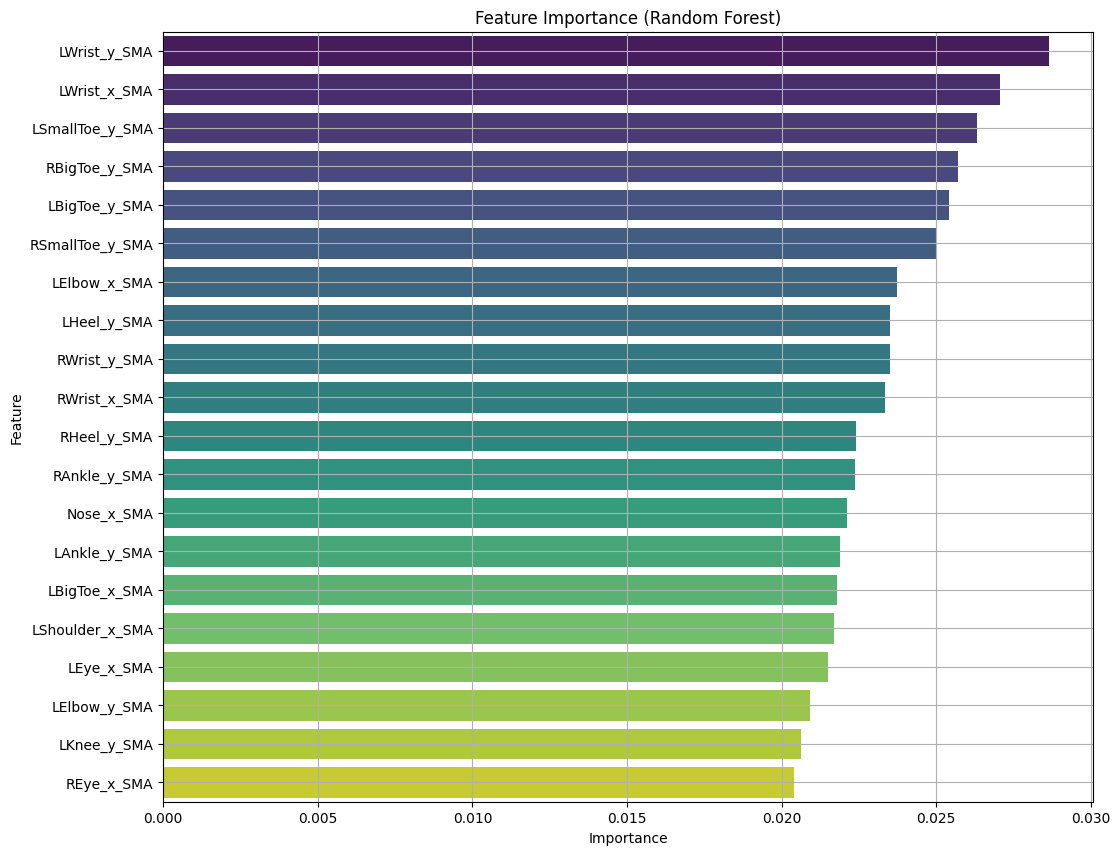 Feature Importance (Random Forest)
LWrist_y_SMA
LWrist_x_SMA
LSmallToe_y_SMA
RBigToe_y_SMA
LBigToe_y_SMA
RSmallToe_y_SMA
LElbow_x_SMA
LHeel_y_SMA
RWrist_y_SMA
RWrist_x_SMA
RHeel_y_SMA
RAnkle_y_SMA
Nose_x_SMA
LAnkle_y_SMA
LBigToe_x_SMA
LShoulder_x_SMA
LEye_x_SMA
LElbow_y_SMA
LKnee_y_SMA
REye_x_SMA
Feature
0.000 0.005 0.010 0.015 0.020 0.025 0.030
Importance